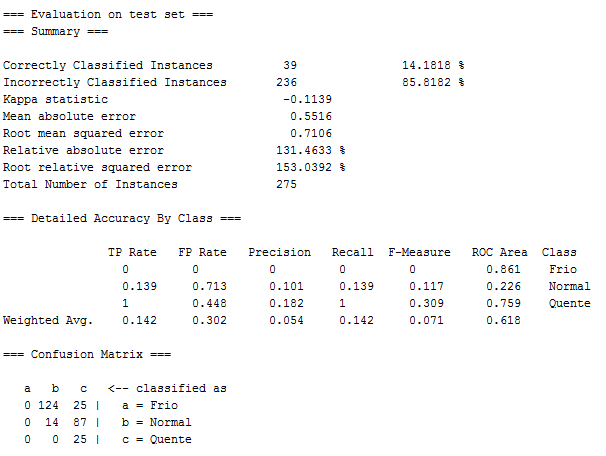 === Evaluation on test set ===
=== Summary ===
Correctly Classified Instances 39 14.1818 %
Incorrectly Classified Instances 236 85.8182 %
Kappa statistic -0.1139
Mean absolute error 0.5516
Root mean squared error 0.7106
Relative absolute error 131.4633 %
Root relative squared error 153.0392 %
Total Number of Instances 275
=== Detailed Accuracy By Class ===
TP Rate FP Rate Precision Recall F-Measure ROC Area Class
0 0 0 0 0 0.861 Frio
0.139 0.713 0.101 0.139 0.117 0.226 Normal
1 0.448 0.182 1 0.309 0.759 Quente
Weighted Avg. 0.142 0.302 0.054 0.142 0.071 0.618
=== Confusion Matrix ===
a b c <-- classified as
0 124 25 | a = Frio
0 14 87 | b = Normal
0 0 25 | c = Quente